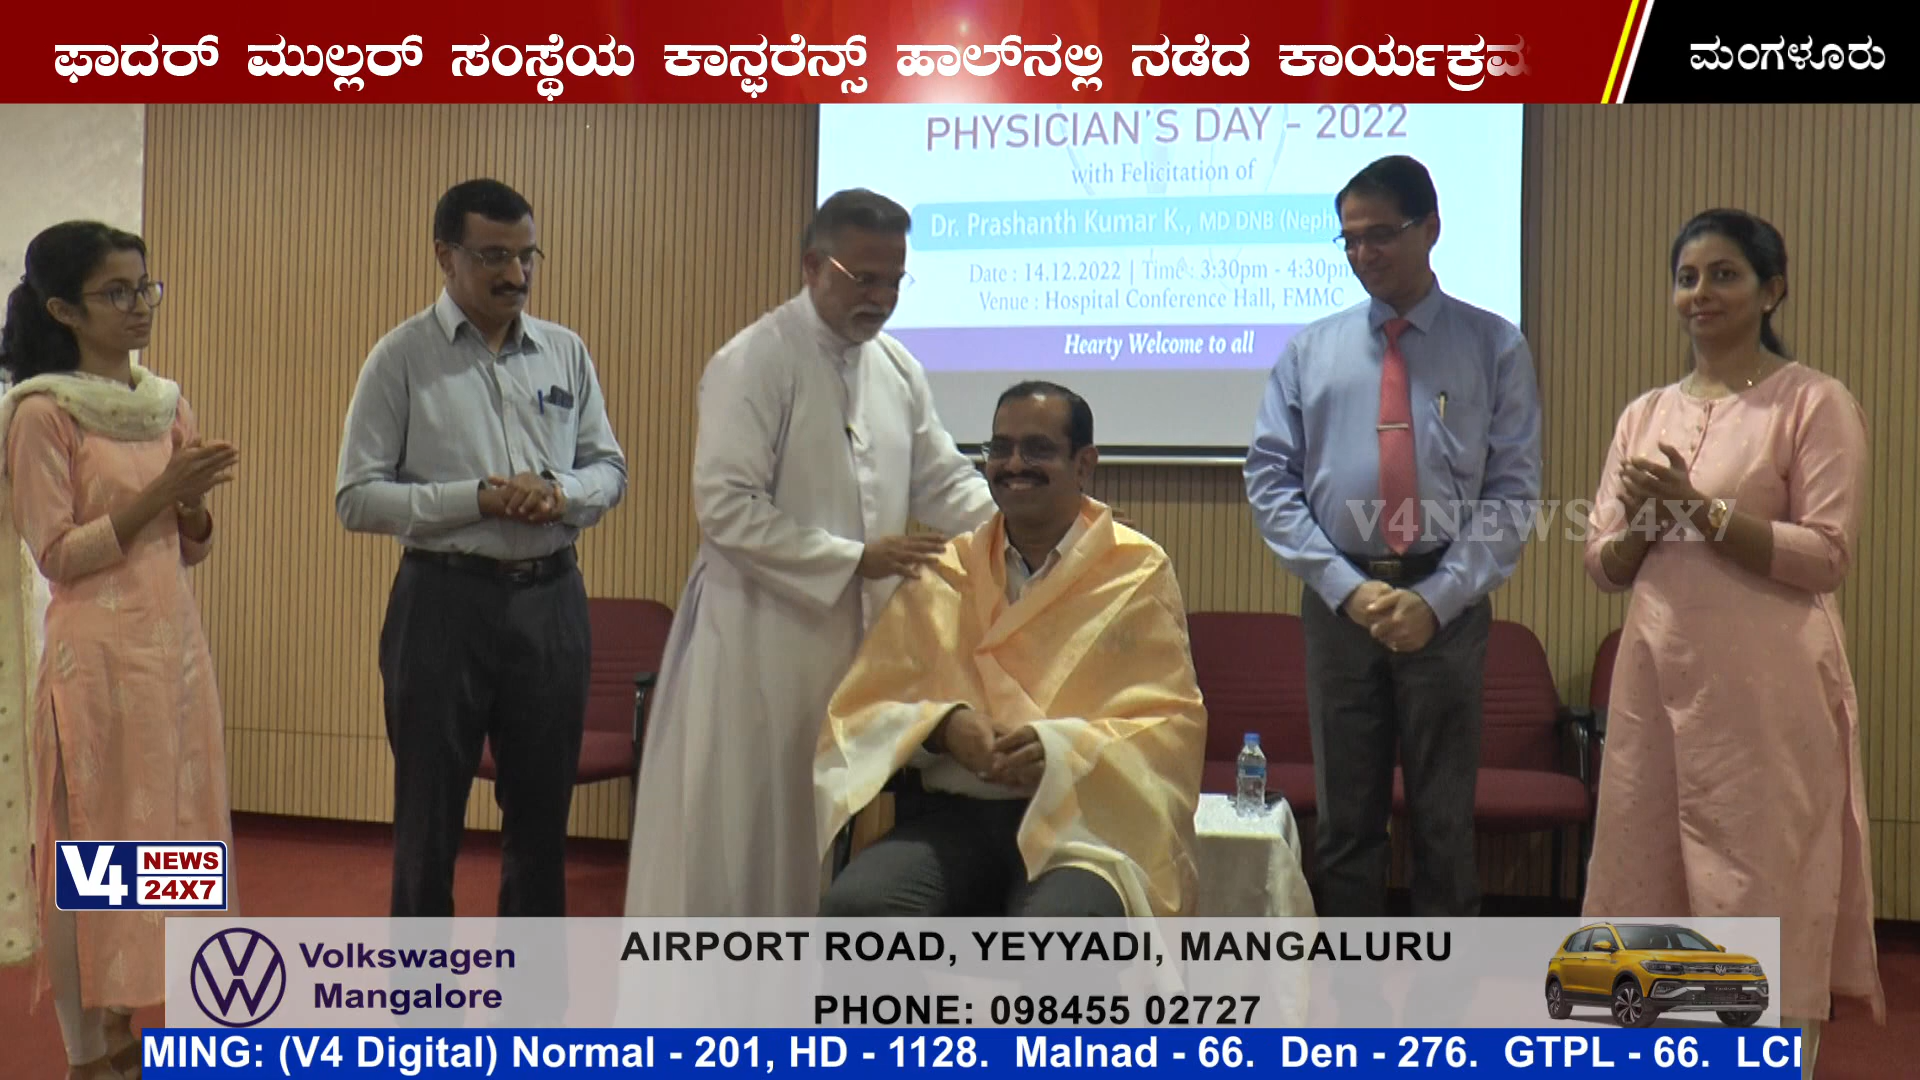 ಫಾದರ್ ಮುಲ್ಲರ್ ಸಂಸ್ಥೆಯ ಕಾನ್ಫರೆನ್ಸ್ ಹಾಲ್‌ನಲ್ಲಿ ನಡೆದ ಕಾರ್ಯಕ್ರಮ
ಮಂಗಳೂರು
PHYSICIAN'S DAY - 2022
with Felicitation of
Dr. Prashanth Kumar K., MD DNB (Neph
Date : 14.12.2022 | Time : 3:30pm - 4:30pm
Venue : Hospital Conference Hall, FMMC
Hearty Welcome to all
V4NEWS24X7
V4 NEWS
24X7
Volkswagen
Mangalore
AIRPORT ROAD, YEYYADI, MANGALURU
PHONE: 098455 02727
MING: (V4 Digital) Normal - 201, HD - 1128. Malnad - 66. Den - 276. GTPL - 66.